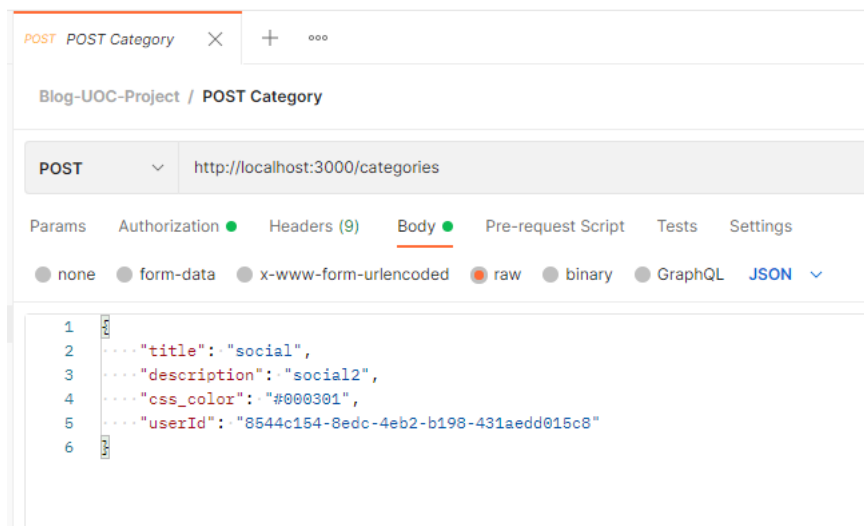 POST POST Category
Blog-UOC-Project / POST Category
POST http://localhost:3000/categories
Params Authorization Headers (9) Body Pre-request Script Tests Settings
none form-data x-www-form-urlencoded raw binary GraphQL JSON
1 {
2 "title": "social",
3 "description": "social2",
4 "css_color": "#000301",
5 "userId": "8544c154-8edc-4eb2-b198-431aedd015c8"
6 }